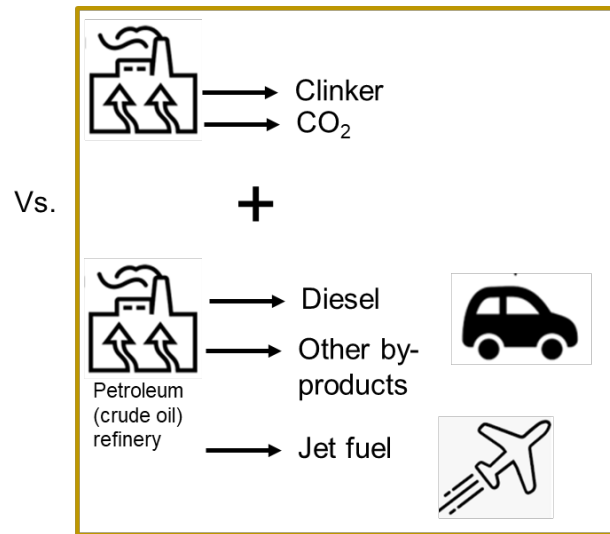 Clinker
CO₂
Vs.
+
Diesel
Other by-
products
Petroleum
(crude oil)
refinery
Jet fuel